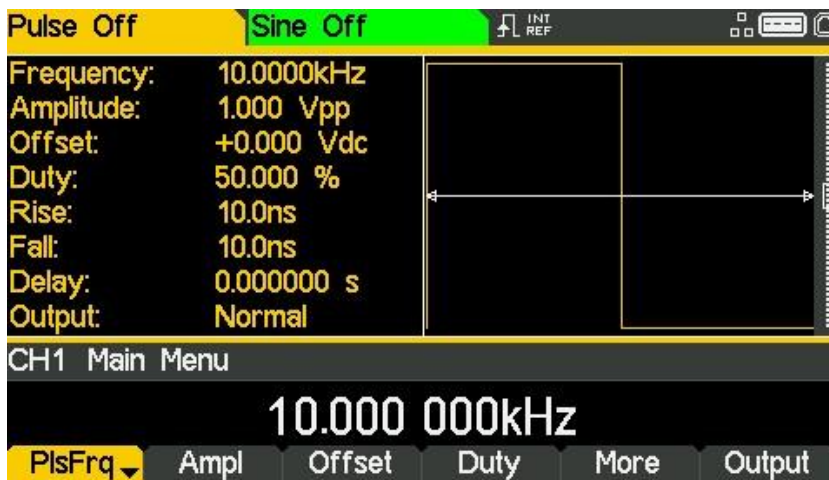 Pulse Off Sine Off INT REF
Frequency: 10.0000kHz
Amplitude: 1.000 Vpp
Offset: +0.000 Vdc
Duty: 50.000 %
Rise: 10.0ns
Fall: 10.0ns
Delay: 0.000000 s
Output: Normal
CH1 Main Menu
10.000 000kHz
PlsFrq Ampl Offset Duty More Output